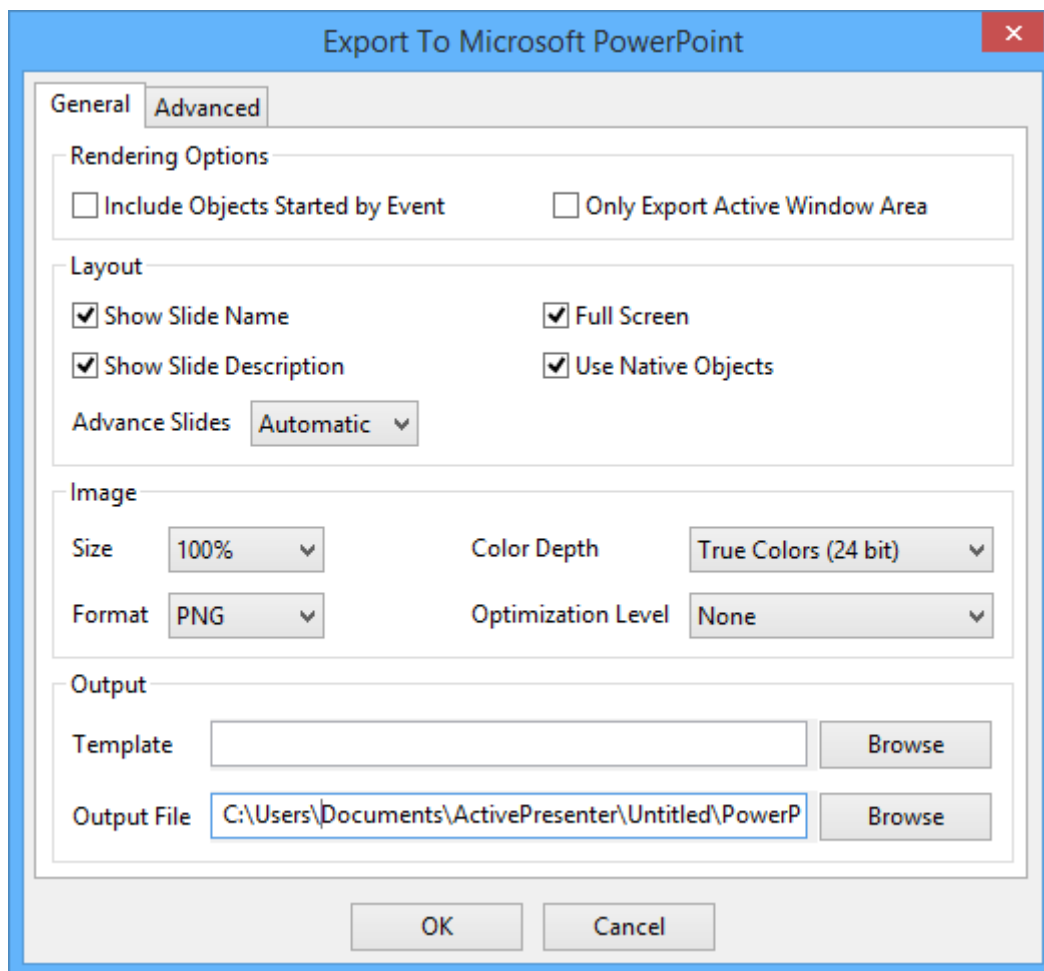 Export To Microsoft PowerPoint
General Advanced
Rendering Options
Include Objects Started by Event Only Export Active Window Area
Layout
Show Slide Name Full Screen
Show Slide Description Use Native Objects
Advance Slides Automatic
Image
Size 100% Color Depth True Colors (24 bit)
Format PNG Optimization Level None
Output
Template Browse
Output File C:\Users\Documents\ActivePresenter\Untitled\PowerP Browse
OK Cancel